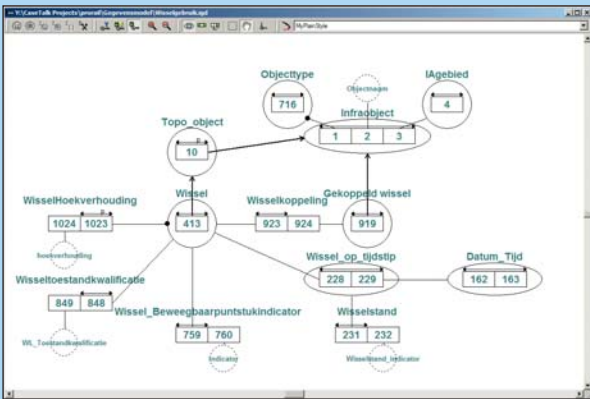 V:\CaseTalk Projects\prorail\Gegevensmodel\Wisselgebruik.igd
MyPlainStyle
Objecttype
716
Objectnaam
IAgebied
4
Infraobject
1 2 3
Topo_object
P
10
WisselHoekverhouding
P
1024 1023
hoekverhouding
Wissel
413
Wisselkoppeling
923 924
Gekoppeld wissel
919
Wisseltoestandkwalificatie
849 848
WL_Toestandkwalificatie
Wissel_op_tijdstip
228 229
Datum_Tijd
162 163
Wissel_Beweegbaarpuntstukindicator
759 760
Indicator
Wisselstand
231 232
Wisselstand_indicator